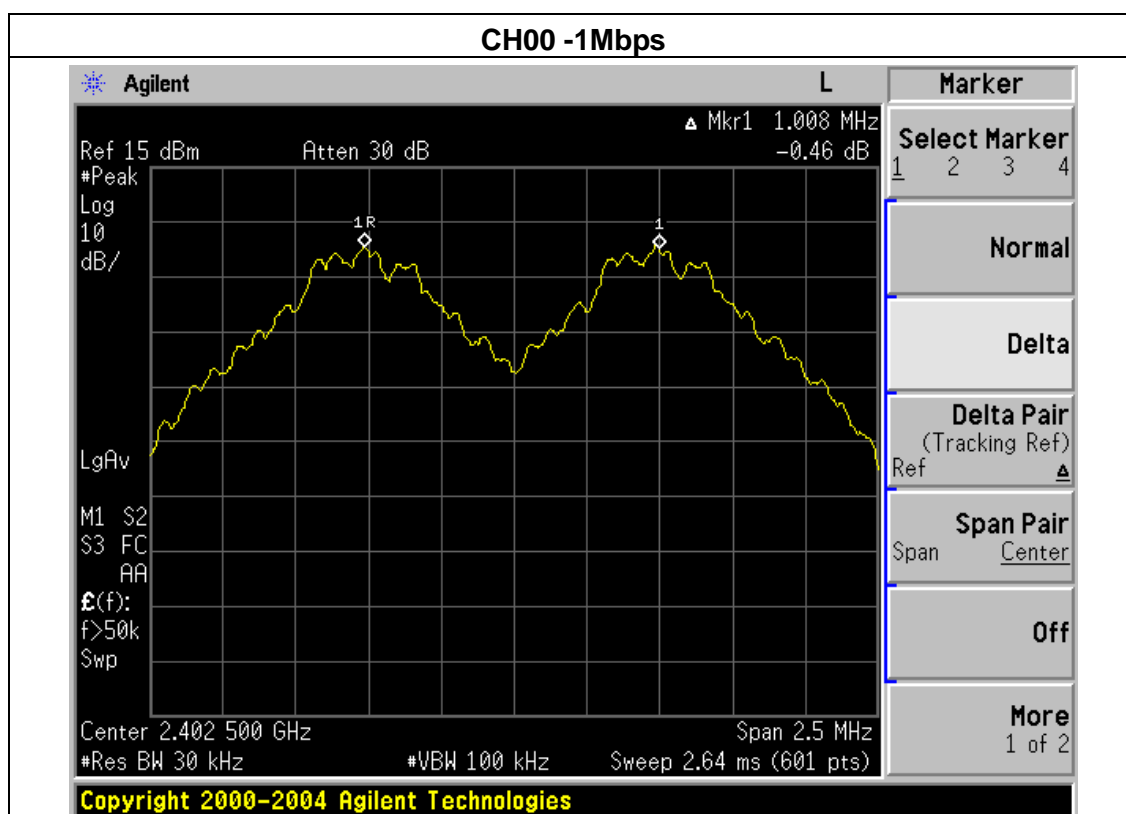 CH00 -1Mbps
Agilent L
Δ Mkr1 1.008 MHz
Ref 15 dBm Atten 30 dB -0.46 dB
#Peak
Log
10
dB/
1R
1
LgAv
M1 S2
S3 FC
AA
£(f):
f>50k
Swp
Center 2.402 500 GHz Span 2.5 MHz
#Res BW 30 kHz #VBW 100 kHz Sweep 2.64 ms (601 pts)
Copyright 2000-2004 Agilent Technologies
Marker
Select Marker
1 2 3 4
Normal
Delta
Delta Pair
(Tracking Ref)
Ref Δ
Span Pair
Span Center
Off
More
1 of 2